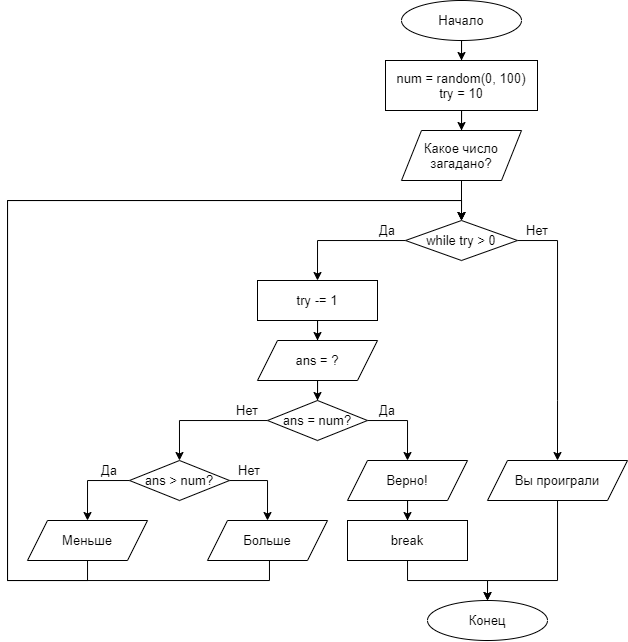 Начало
num = random(0, 100)
try = 10
Какое число
загадано?
Да
while try > 0
Нет
try -= 1
ans = ?
Нет
ans = num?
Да
Да
ans > num?
Нет
Верно!
Вы проиграли
Меньше
Больше
break
Конец